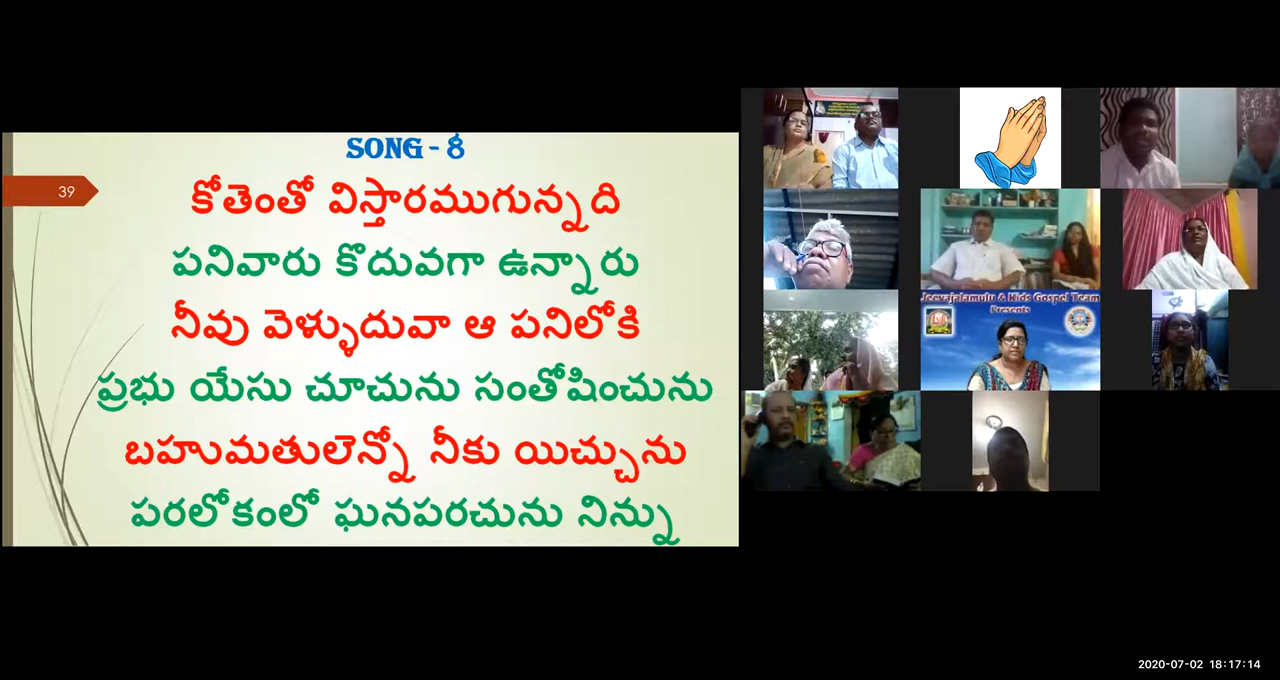 SONG - 8
39
కోతెంతో విస్తారముగున్నది
పనివారు కొదువగా ఉన్నారు
నీవు వెళ్ళుదువా ఆ పనిలోకి
ప్రభు యేసు చూచును సంతోషించును
బహుమతులెన్నో నీకు యిచ్చును
పరలోకంలో ఘనపరచును నిన్ను
Jeevajalamulu & Kids Gospel Team
Presents
2020-07-02 18:17:14